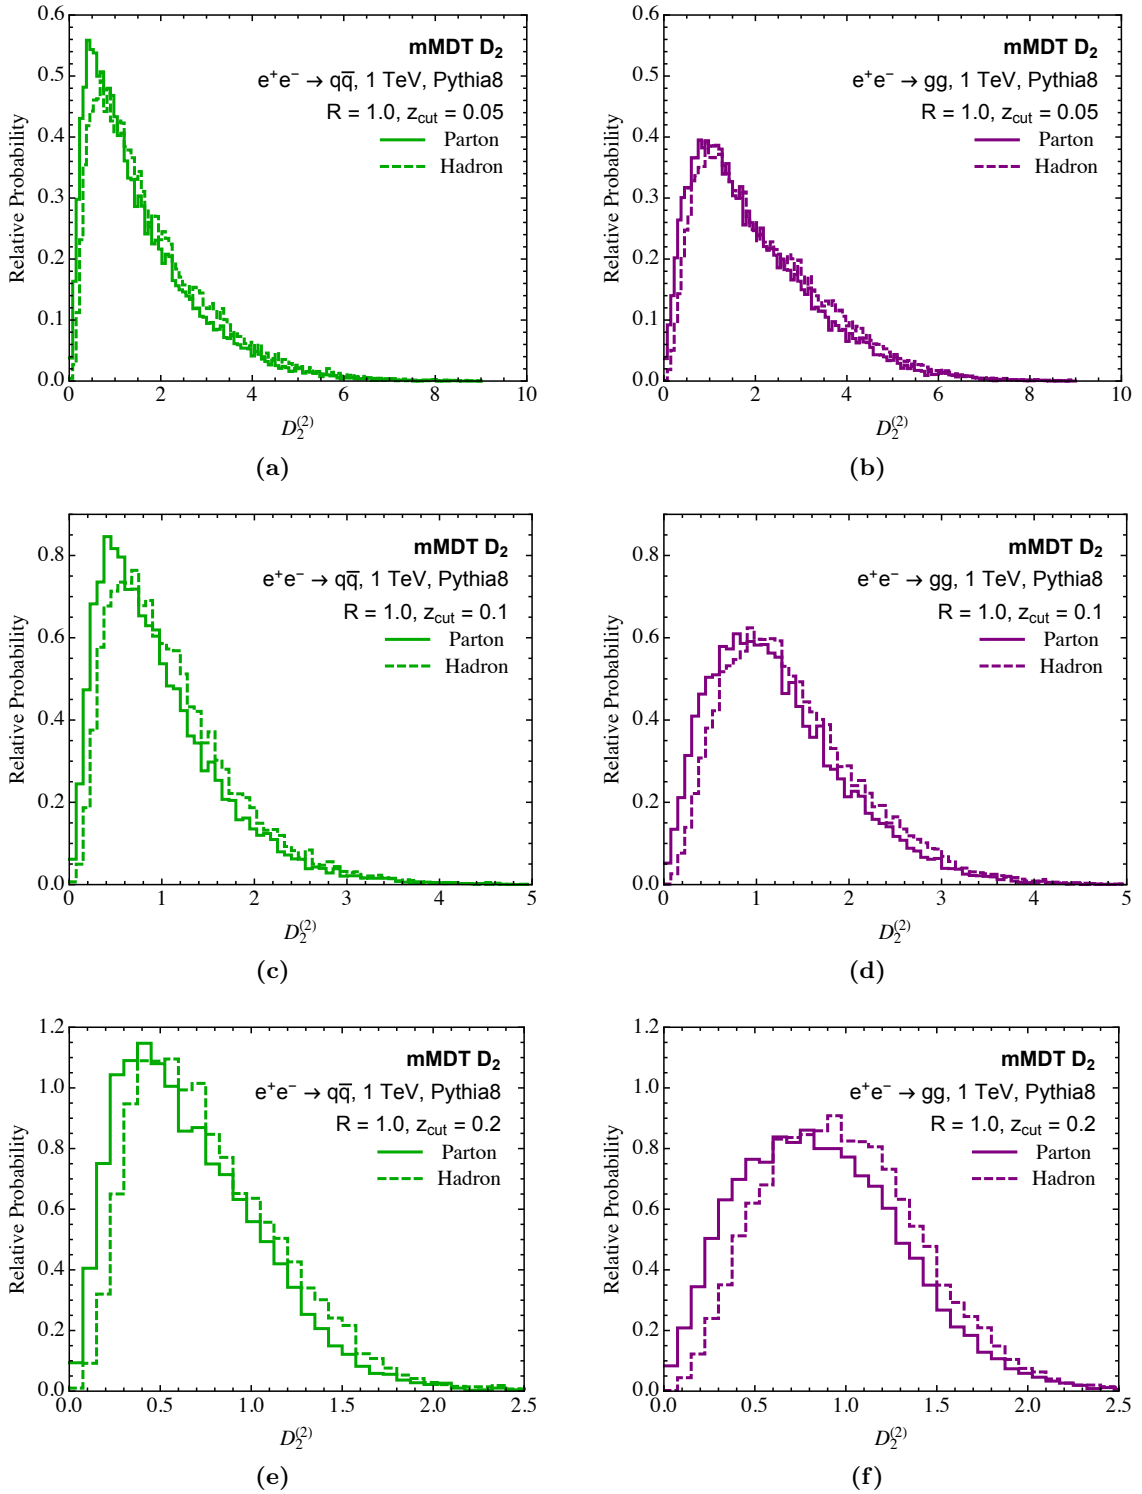 mMDT D₂
e⁺e⁻ → qq̅, 1 TeV, Pythia8
R = 1.0, z_cut = 0.05
Parton
Hadron
Relative Probability
0.6
0.5
0.4
0.3
0.2
0.1
0.0
0 2 4 6 8 10
D₂⁽²⁾
(a)
mMDT D₂
e⁺e⁻ → gg, 1 TeV, Pythia8
R = 1.0, z_cut = 0.05
Parton
Hadron
Relative Probability
0.6
0.5
0.4
0.3
0.2
0.1
0.0
0 2 4 6 8 10
D₂⁽²⁾
(b)
mMDT D₂
e⁺e⁻ → qq̅, 1 TeV, Pythia8
R = 1.0, z_cut = 0.1
Parton
Hadron
Relative Probability
0.8
0.6
0.4
0.2
0.0
0 1 2 3 4 5
D₂⁽²⁾
(c)
mMDT D₂
e⁺e⁻ → gg, 1 TeV, Pythia8
R = 1.0, z_cut = 0.1
Parton
Hadron
Relative Probability
0.8
0.6
0.4
0.2
0.0
0 1 2 3 4 5
D₂⁽²⁾
(d)
mMDT D₂
e⁺e⁻ → qq̅, 1 TeV, Pythia8
R = 1.0, z_cut = 0.2
Parton
Hadron
Relative Probability
1.2
1.0
0.8
0.6
0.4
0.2
0.0
0.0 0.5 1.0 1.5 2.0 2.5
D₂⁽²⁾
(e)
mMDT D₂
e⁺e⁻ → gg, 1 TeV, Pythia8
R = 1.0, z_cut = 0.2
Parton
Hadron
Relative Probability
1.2
1.0
0.8
0.6
0.4
0.2
0.0
0.0 0.5 1.0 1.5 2.0 2.5
D₂⁽²⁾
(f)